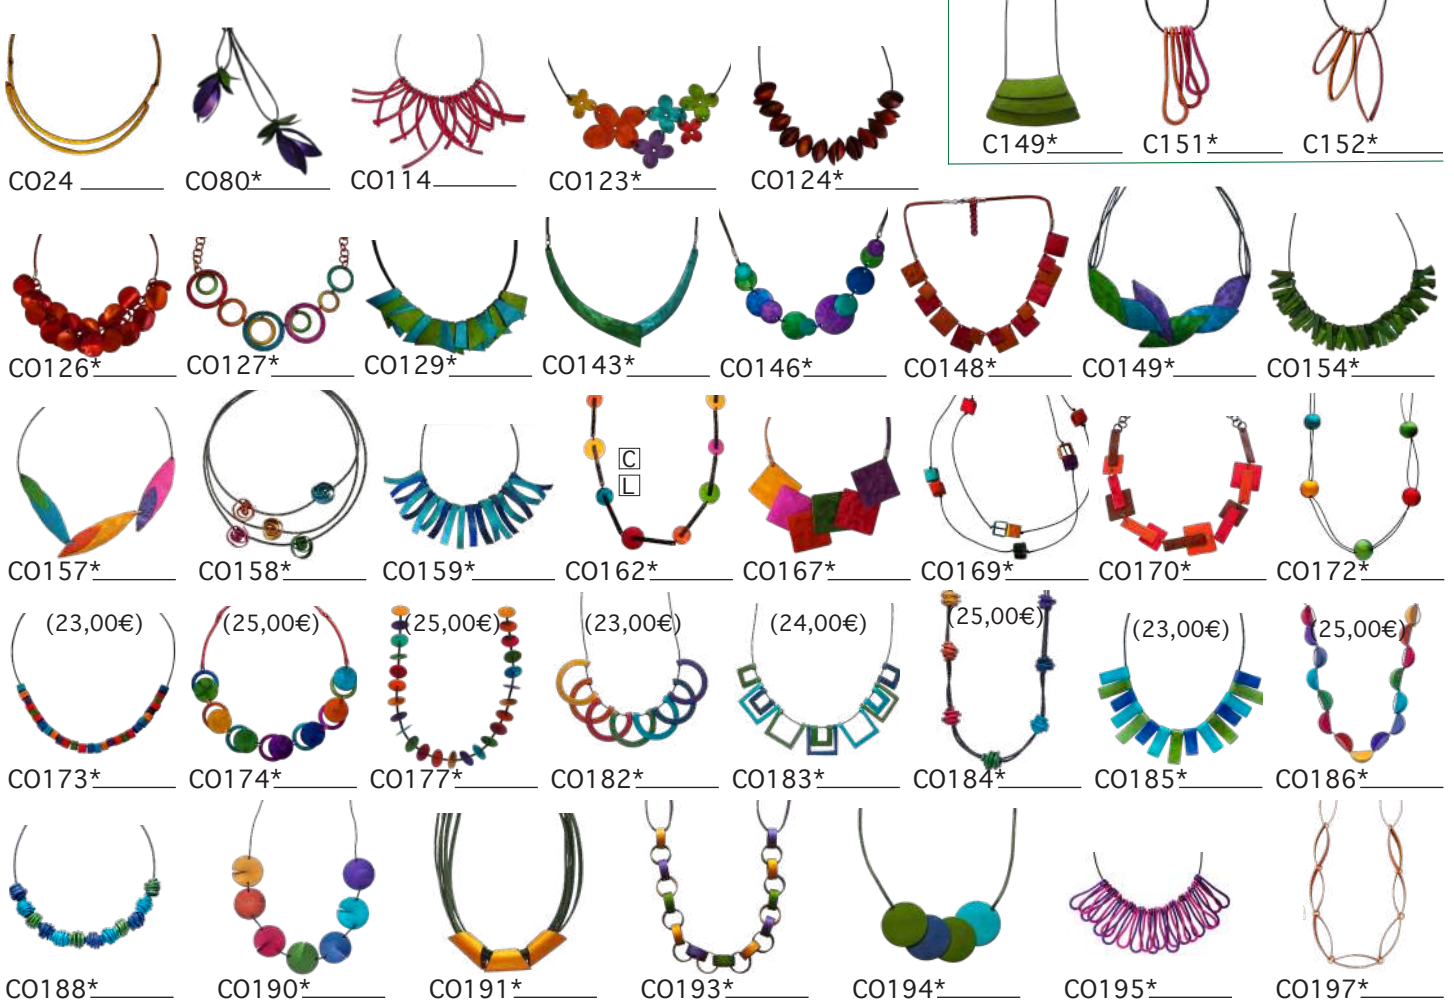 C149* C151* C152*
CO24 CO80* CO114 CO123* CO124*
CO126* CO127* CO129* CO143* CO146* CO148* CO149* CO154*
C
L
CO157* CO158* CO159* CO162* CO167* CO169* CO170* CO172*
(23,00€) (25,00€) (25,00€) (23,00€) (24,00€) (25,00€) (23,00€) (25,00€)
CO173* CO174* CO177* CO182* CO183* CO184* CO185* CO186*
CO188* CO190* CO191* CO193* CO194* CO195* CO197*